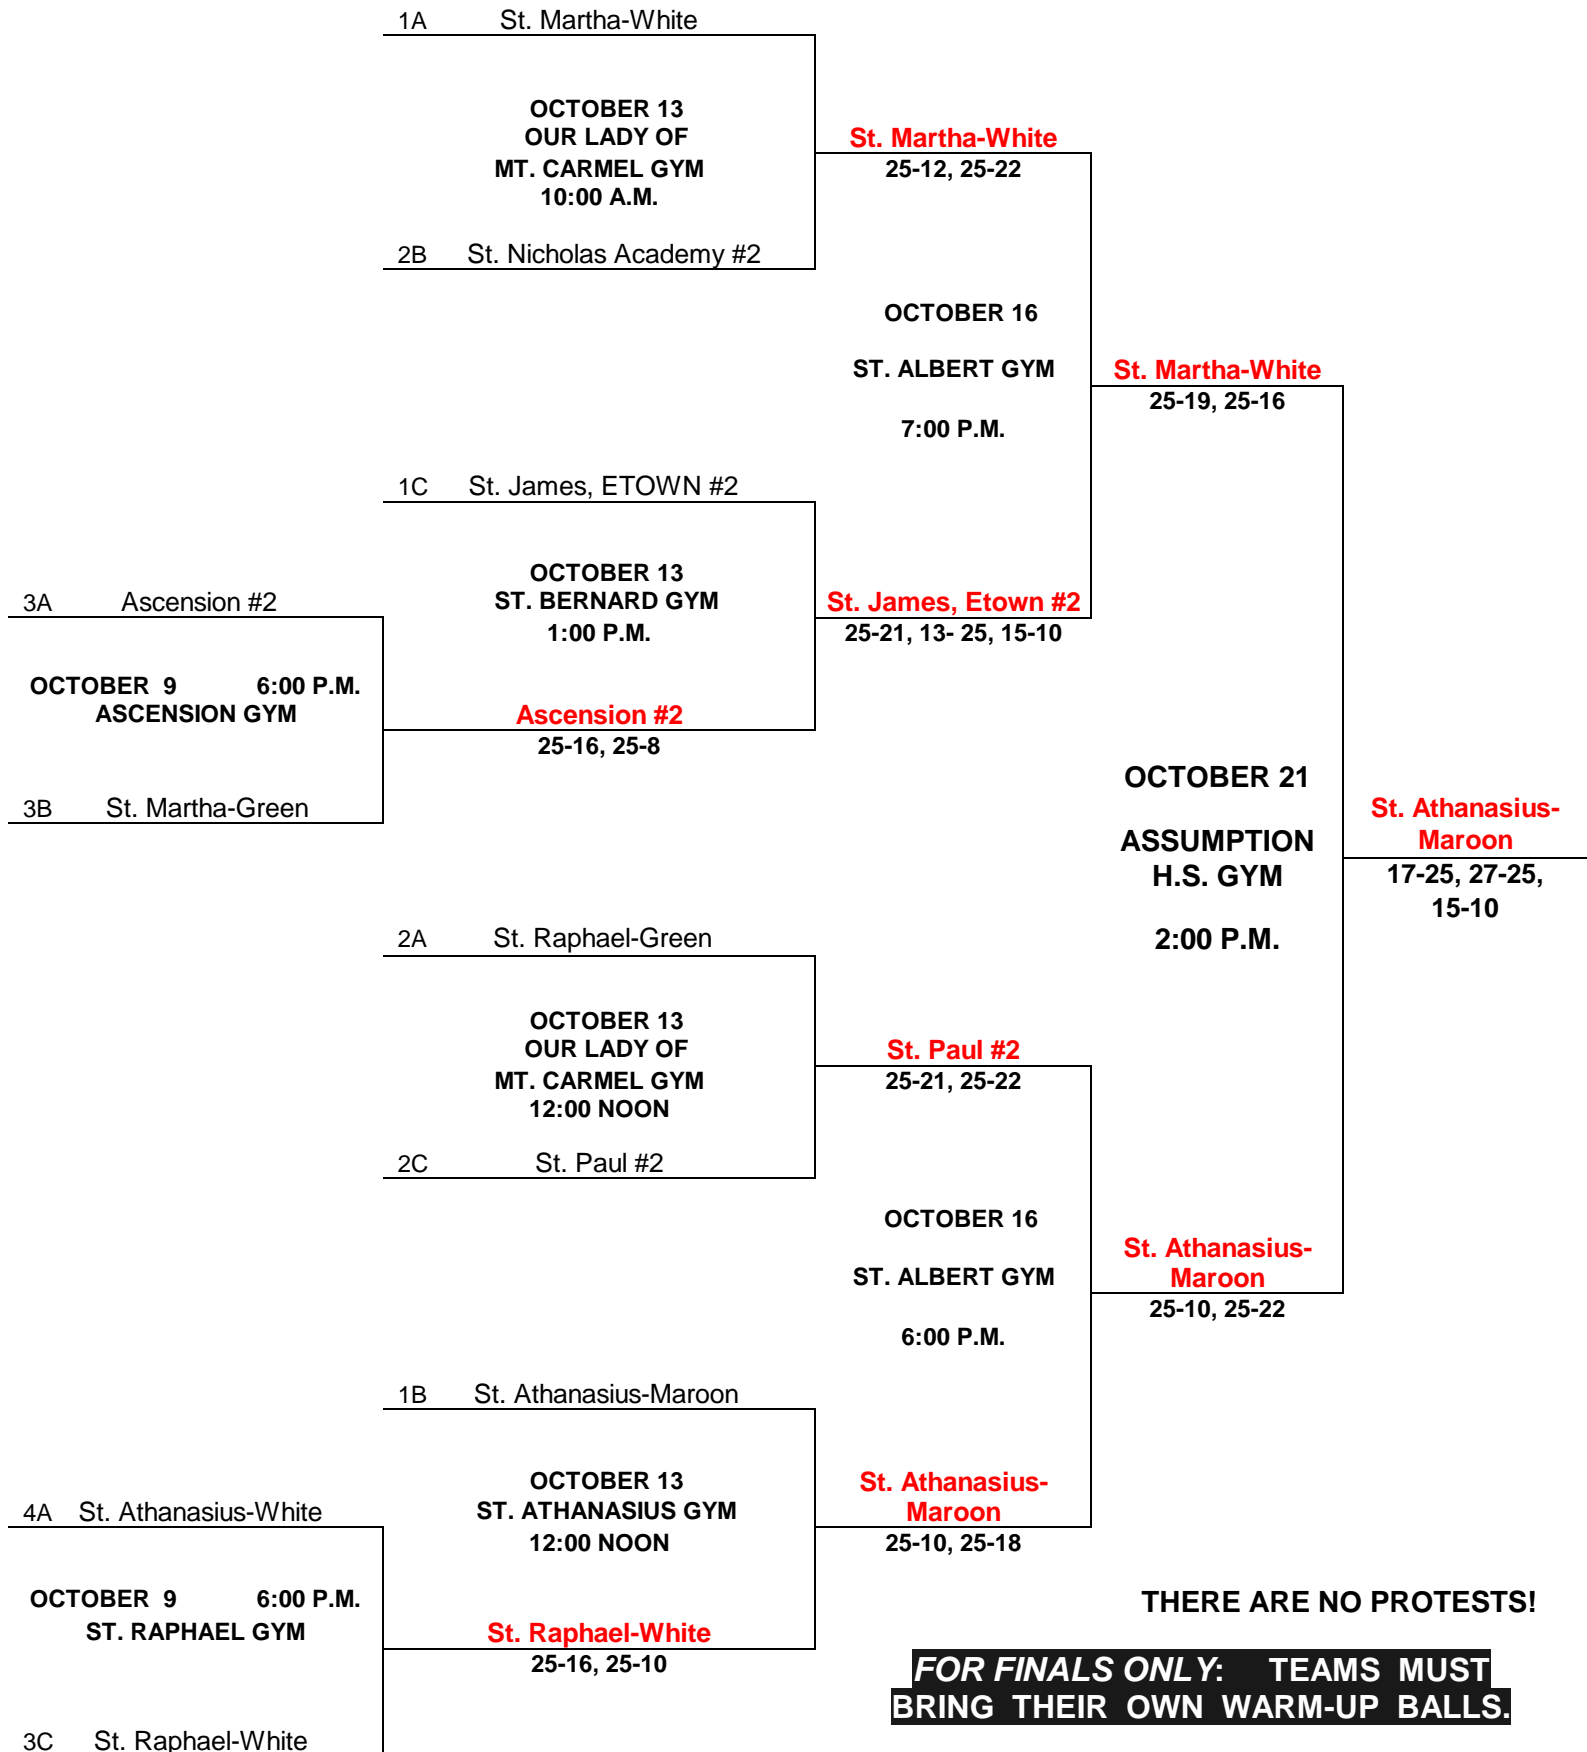 1A St. Martha-White
OCTOBER 13
OUR LADY OF
MT. CARMEL GYM
10:00 A.M.
St. Martha-White
25-12, 25-22
2B St. Nicholas Academy #2
OCTOBER 16
ST. ALBERT GYM
7:00 P.M.
St. Martha-White
25-19, 25-16
1C St. James, ETOWN #2
OCTOBER 13
ST. BERNARD GYM
1:00 P.M.
St. James, Etown #2
25-21, 13- 25, 15-10
3A Ascension #2
OCTOBER 9 6:00 P.M.
ASCENSION GYM
Ascension #2
25-16, 25-8
3B St. Martha-Green
OCTOBER 21
ASSUMPTION
H.S. GYM
2:00 P.M.
St. Athanasius-
Maroon
17-25, 27-25,
15-10
2A St. Raphael-Green
OCTOBER 13
OUR LADY OF
MT. CARMEL GYM
12:00 NOON
St. Paul #2
25-21, 25-22
2C St. Paul #2
OCTOBER 16
ST. ALBERT GYM
6:00 P.M.
St. Athanasius-
Maroon
25-10, 25-22
1B St. Athanasius-Maroon
OCTOBER 13
ST. ATHANASIUS GYM
12:00 NOON
St. Athanasius-
Maroon
25-10, 25-18
4A St. Athanasius-White
OCTOBER 9 6:00 P.M.
ST. RAPHAEL GYM
St. Raphael-White
25-16, 25-10
3C St. Raphael-White
THERE ARE NO PROTESTS!
FOR FINALS ONLY: TEAMS MUST
BRING THEIR OWN WARM-UP BALLS.